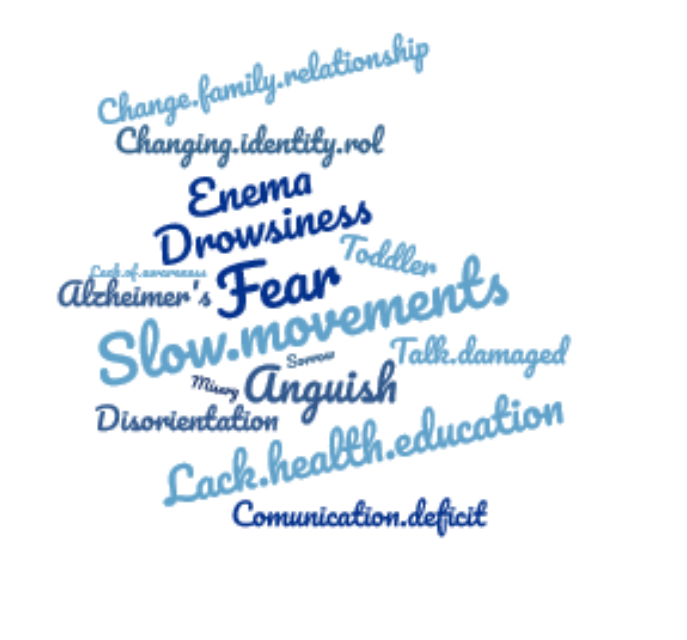 Change.family.relationship
Changing.identity.rol
Enema
Drowsiness
Toddler
Lack.of.awareness
Alzheimer's
Fear
Slow.movements
Sorrow
Talk.damaged
Misery
Anguish
Disorientation
Lack.health.education
Comunication.deficit